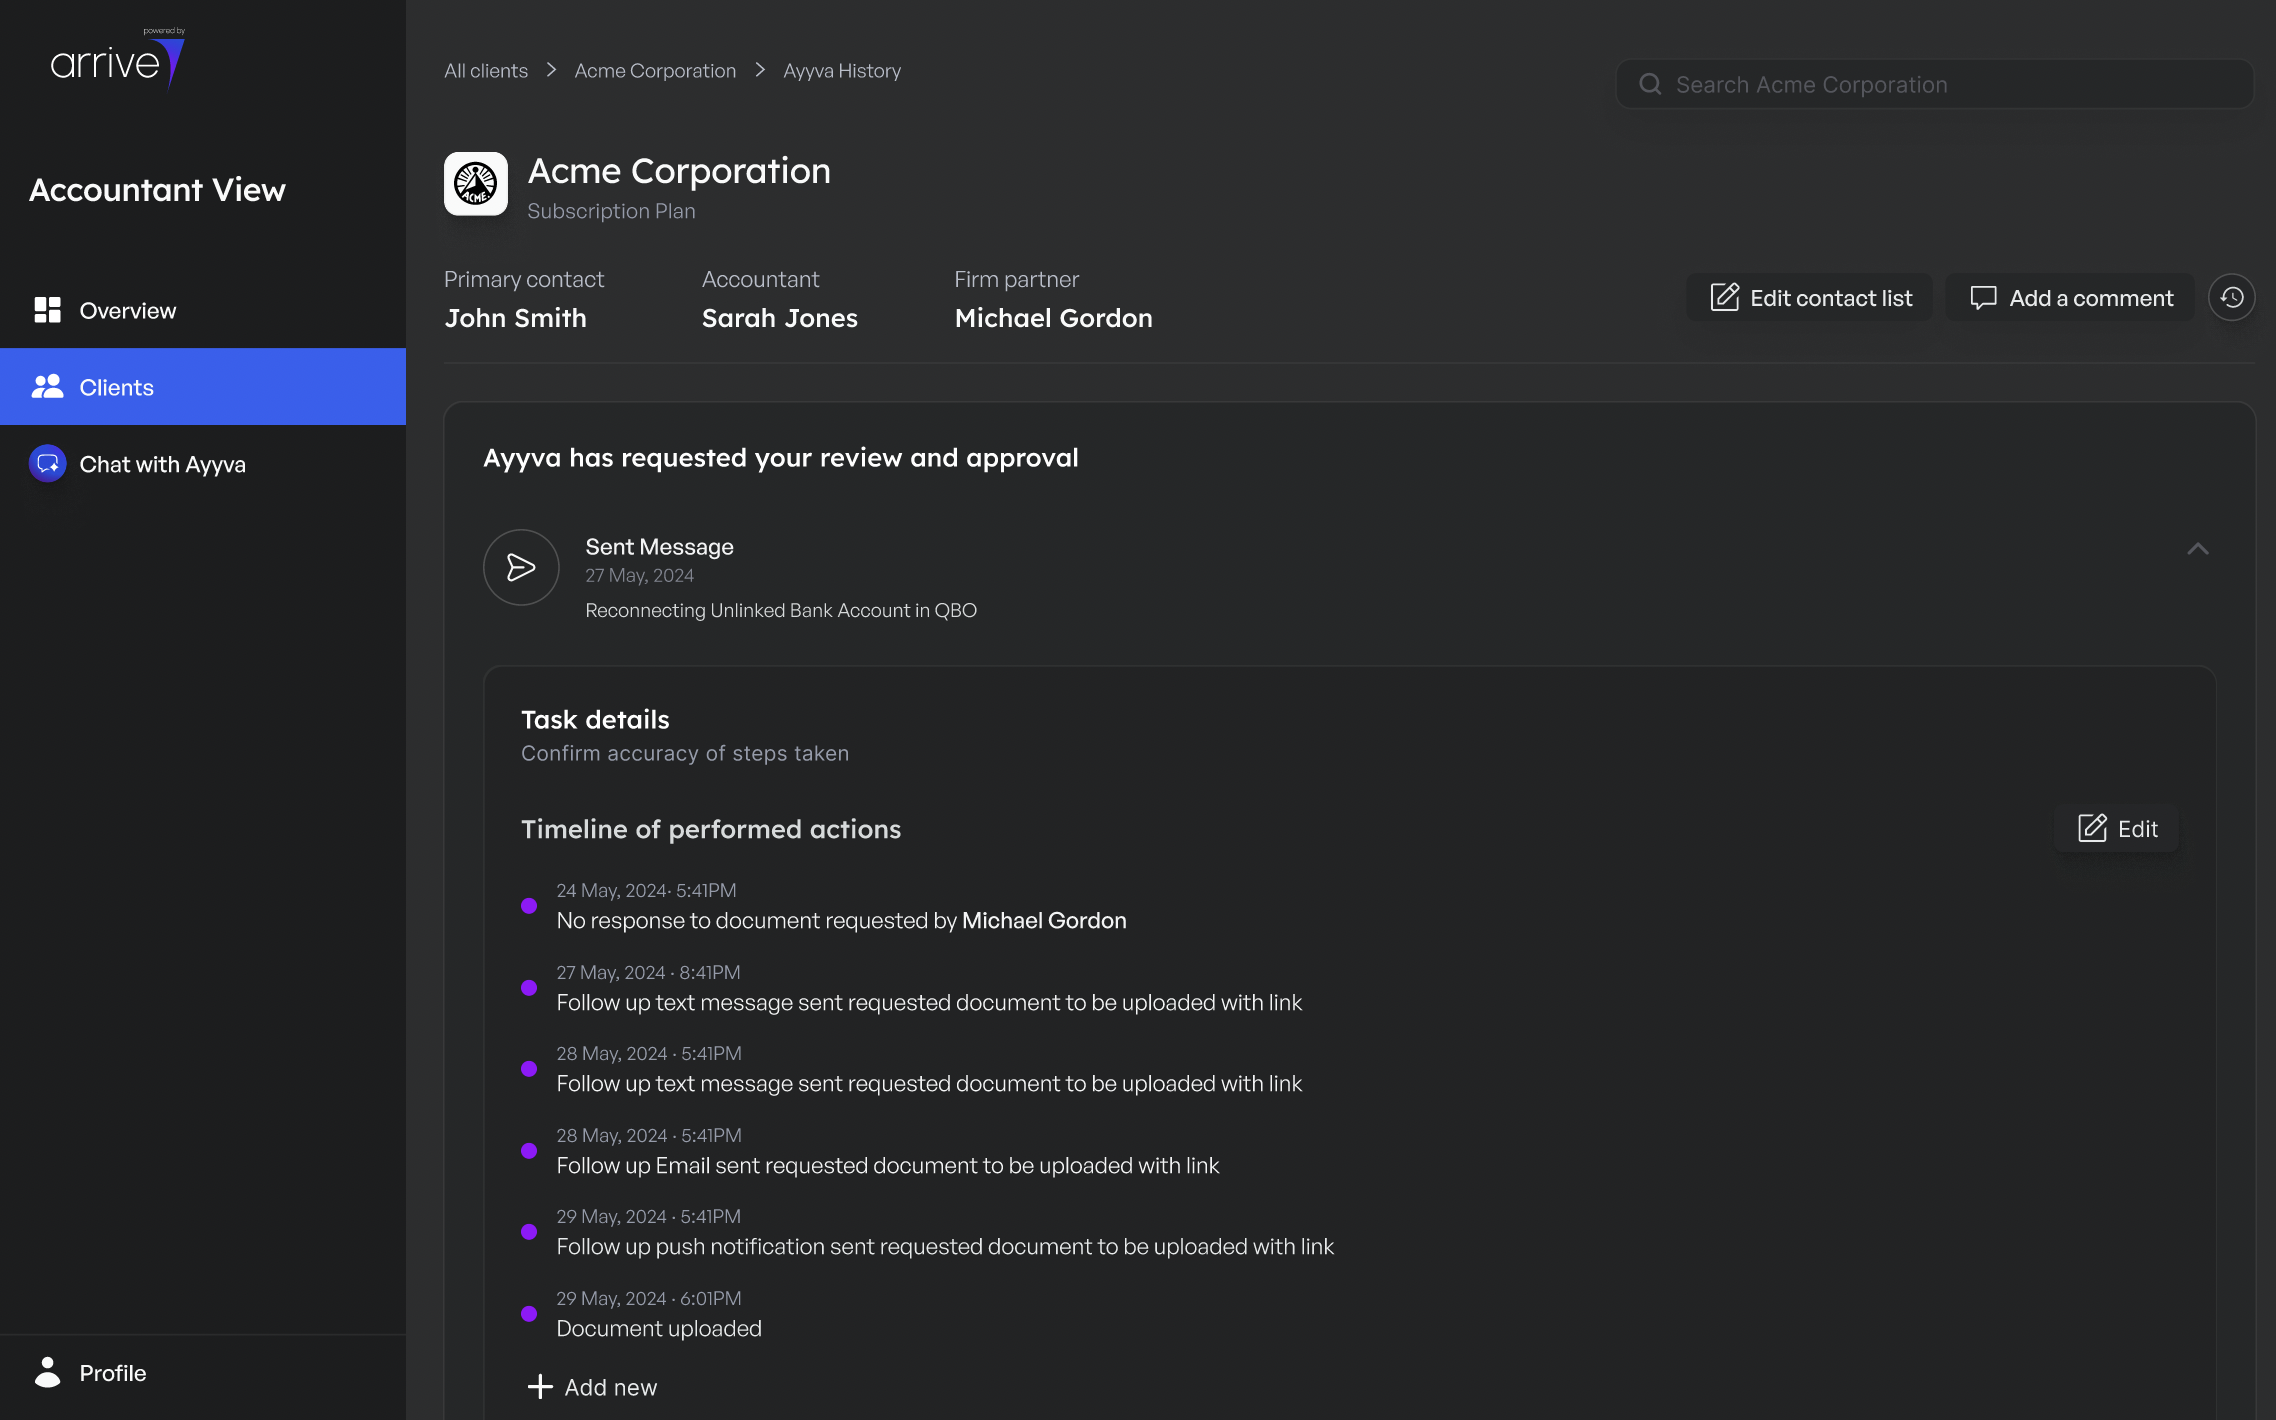 powered by
arrive
Accountant View
Overview
Clients
Chat with Ayyva
Profile
All clients > Acme Corporation > Ayyva History
Search Acme Corporation
ACME
Acme Corporation
Subscription Plan
Primary contact
John Smith
Accountant
Sarah Jones
Firm partner
Michael Gordon
Edit contact list
Add a comment
Ayyva has requested your review and approval
Sent Message
27 May, 2024
Reconnecting Unlinked Bank Account in QBO
Task details
Confirm accuracy of steps taken
Timeline of performed actions
Edit
24 May, 2024· 5:41PM
No response to document requested by Michael Gordon
27 May, 2024 · 8:41PM
Follow up text message sent requested document to be uploaded with link
28 May, 2024 · 5:41PM
Follow up text message sent requested document to be uploaded with link
28 May, 2024 · 5:41PM
Follow up Email sent requested document to be uploaded with link
29 May, 2024 · 5:41PM
Follow up push notification sent requested document to be uploaded with link
29 May, 2024 · 6:01PM
Document uploaded
Add new